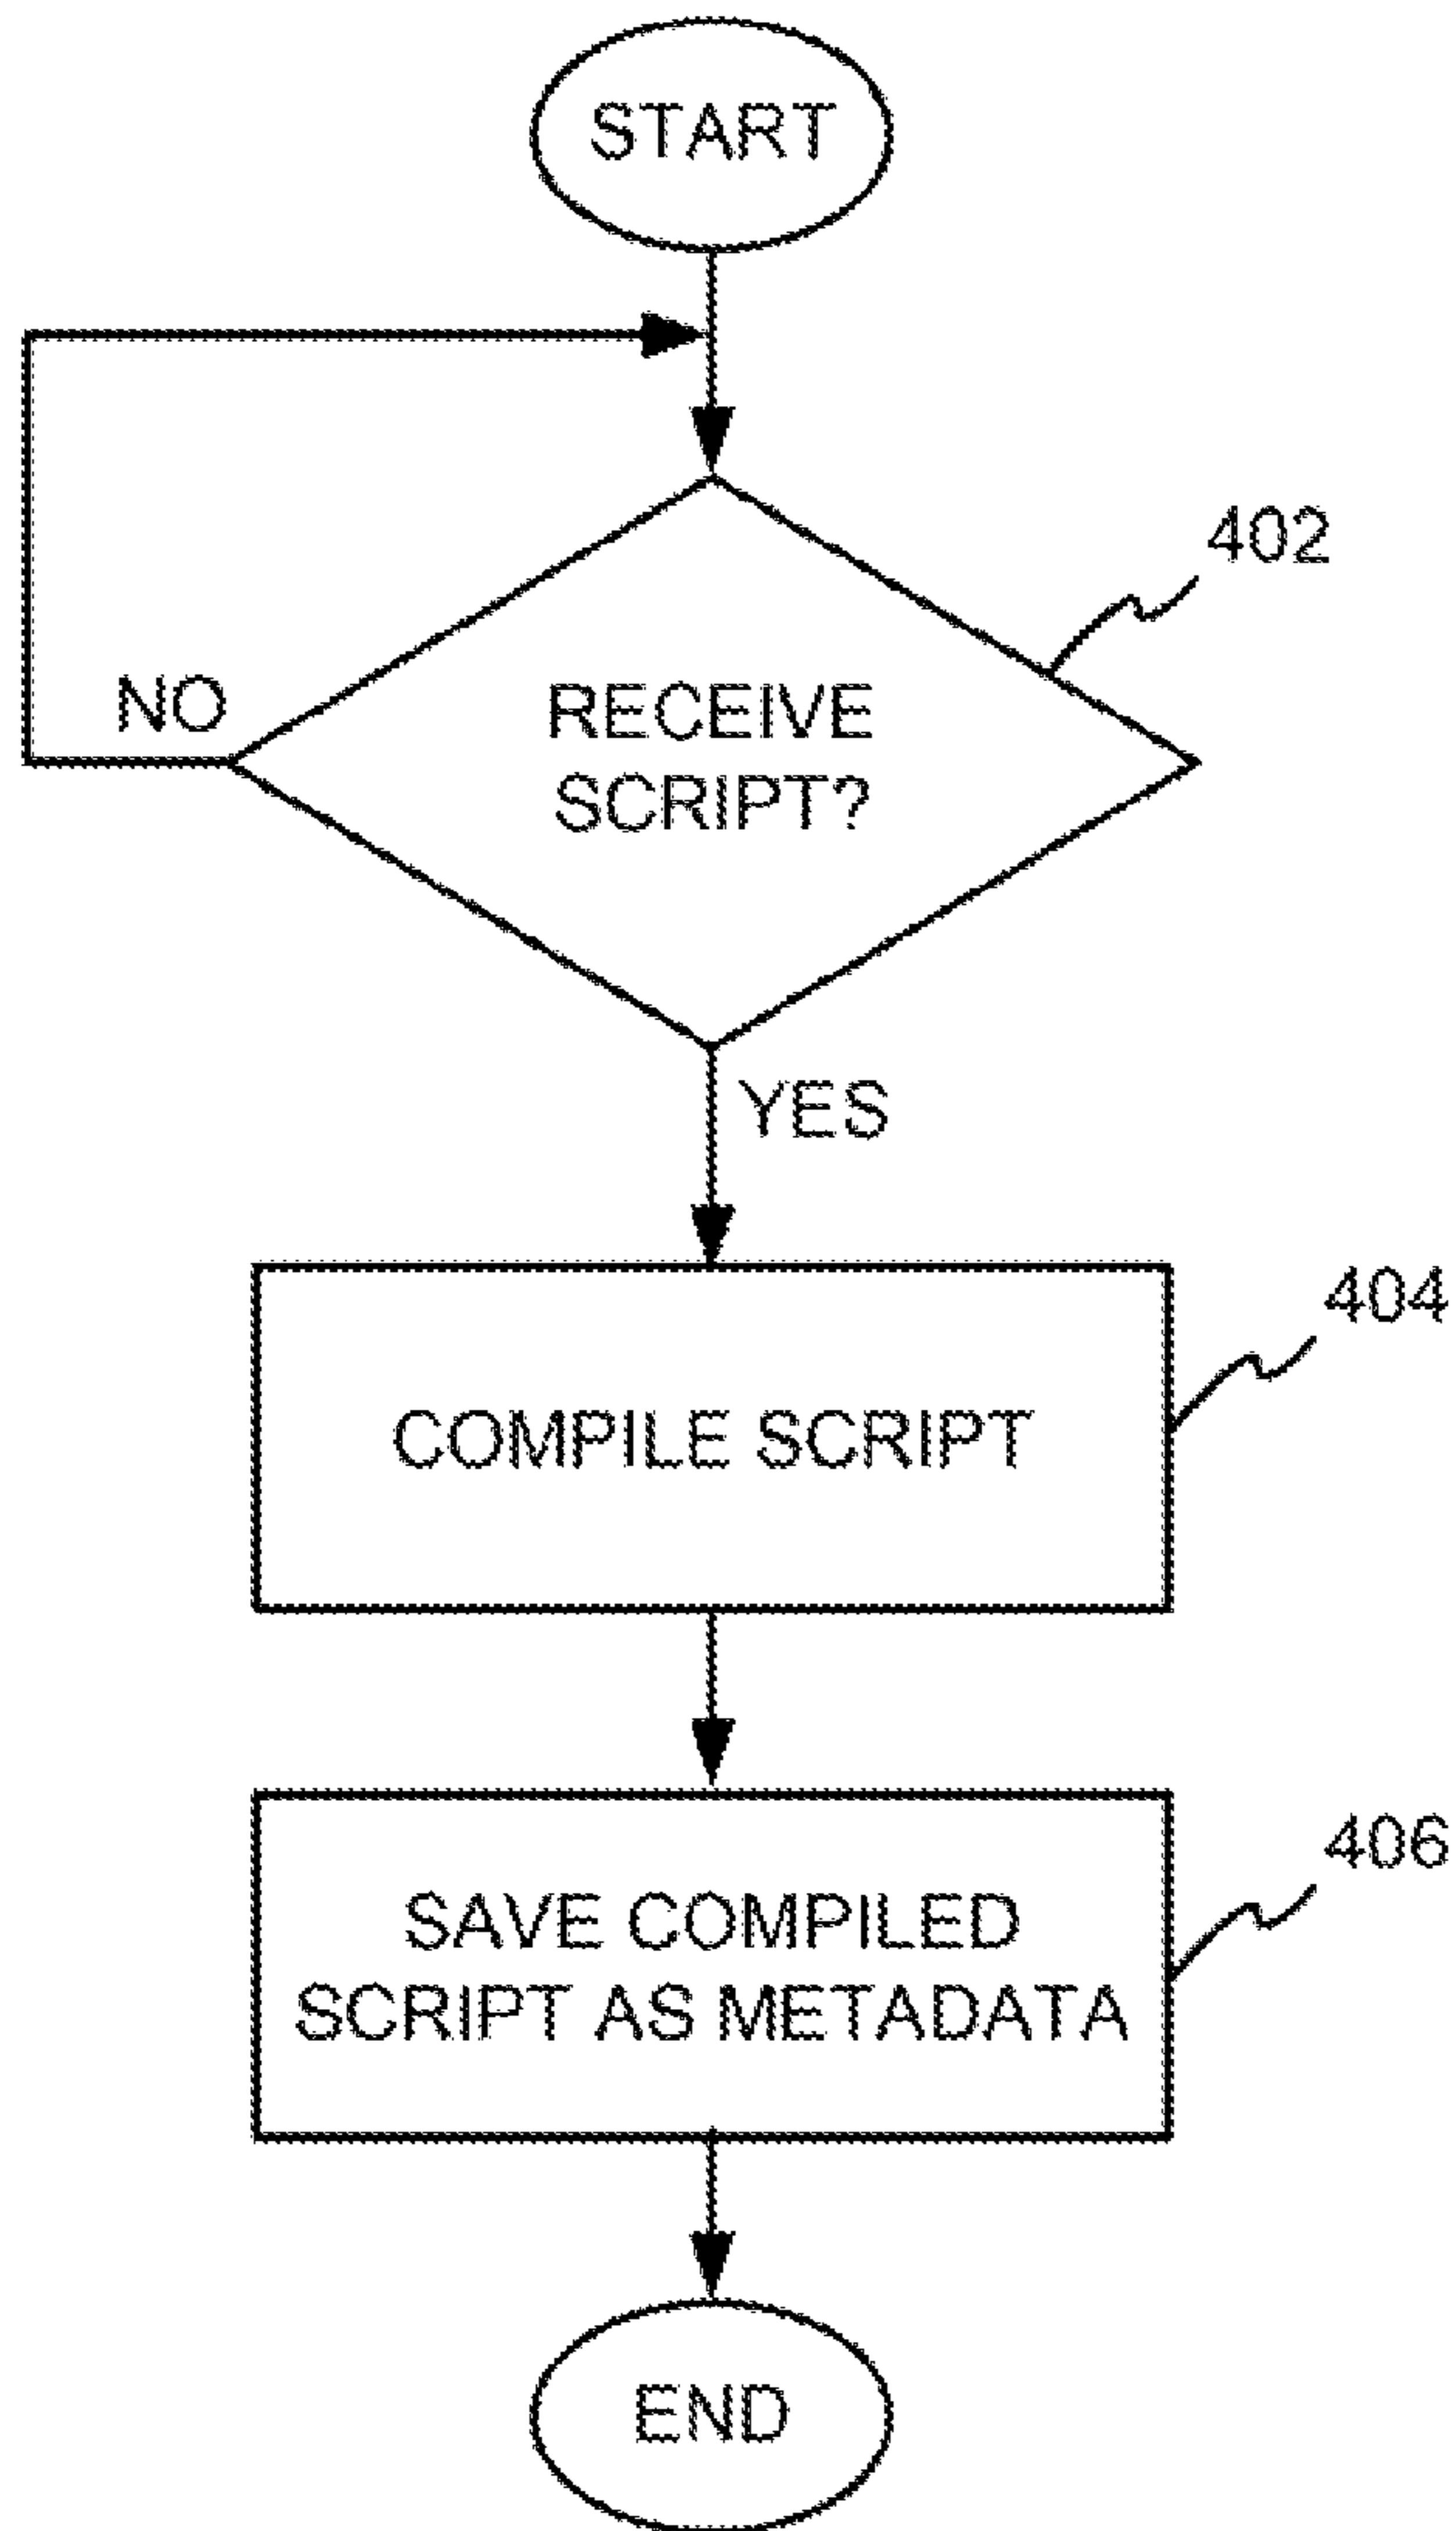 START
402
NO
RECEIVE
SCRIPT?
YES
404
COMPILE SCRIPT
406
SAVE COMPILED
SCRIPT AS METADATA
END